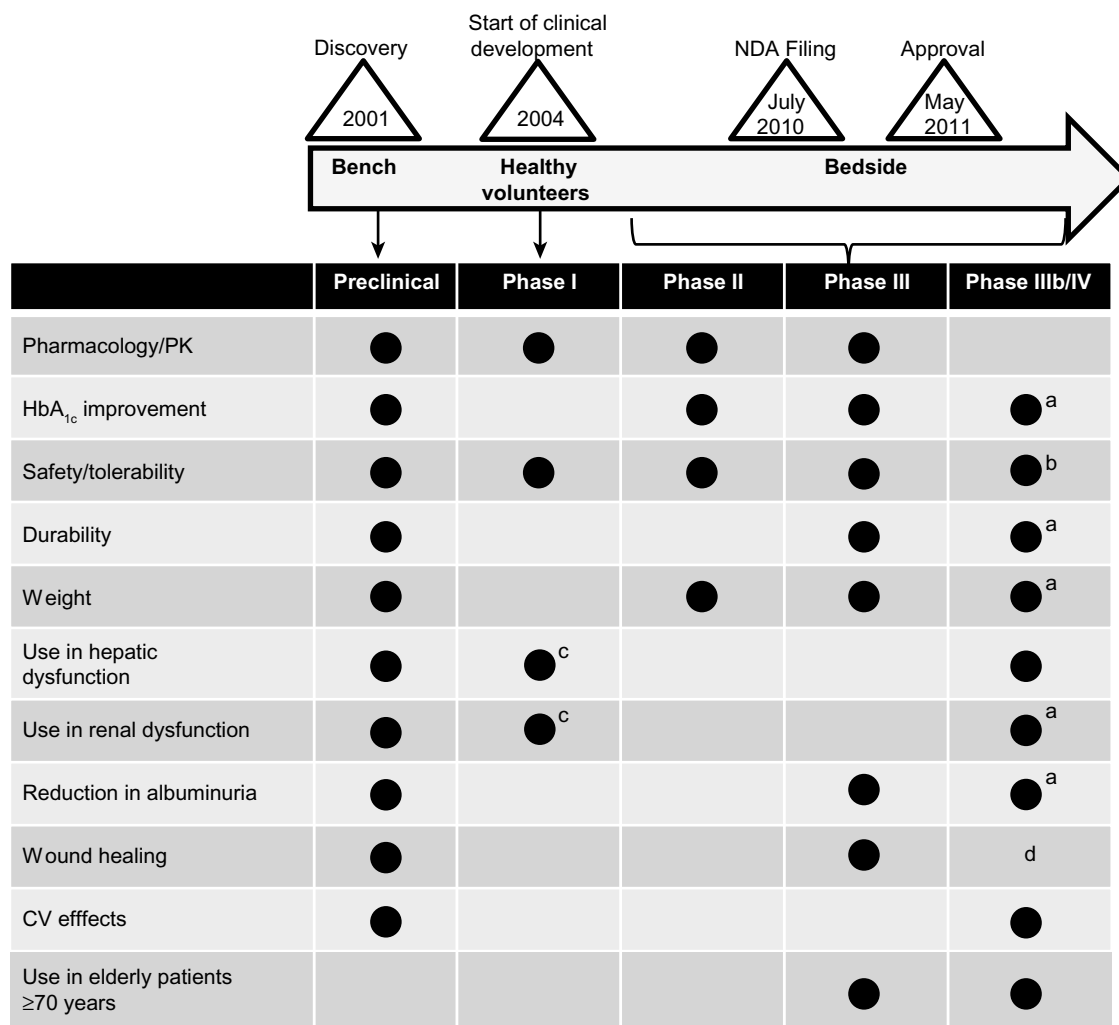 Discovery
Start of clinical
development
NDA Filing
Approval
2001
2004
July
2010
May
2011
Bench
Healthy
volunteers
Bedside
Preclinical Phase I Phase II Phase III Phase IIIb/IV
Pharmacology/PK
HbA1c improvement a
Safety/tolerability b
Durability a
Weight a
Use in hepatic
dysfunction c
Use in renal dysfunction c a
Reduction in albuminuria a
Wound healing d
CV efffects
Use in elderly patients
≥70 years